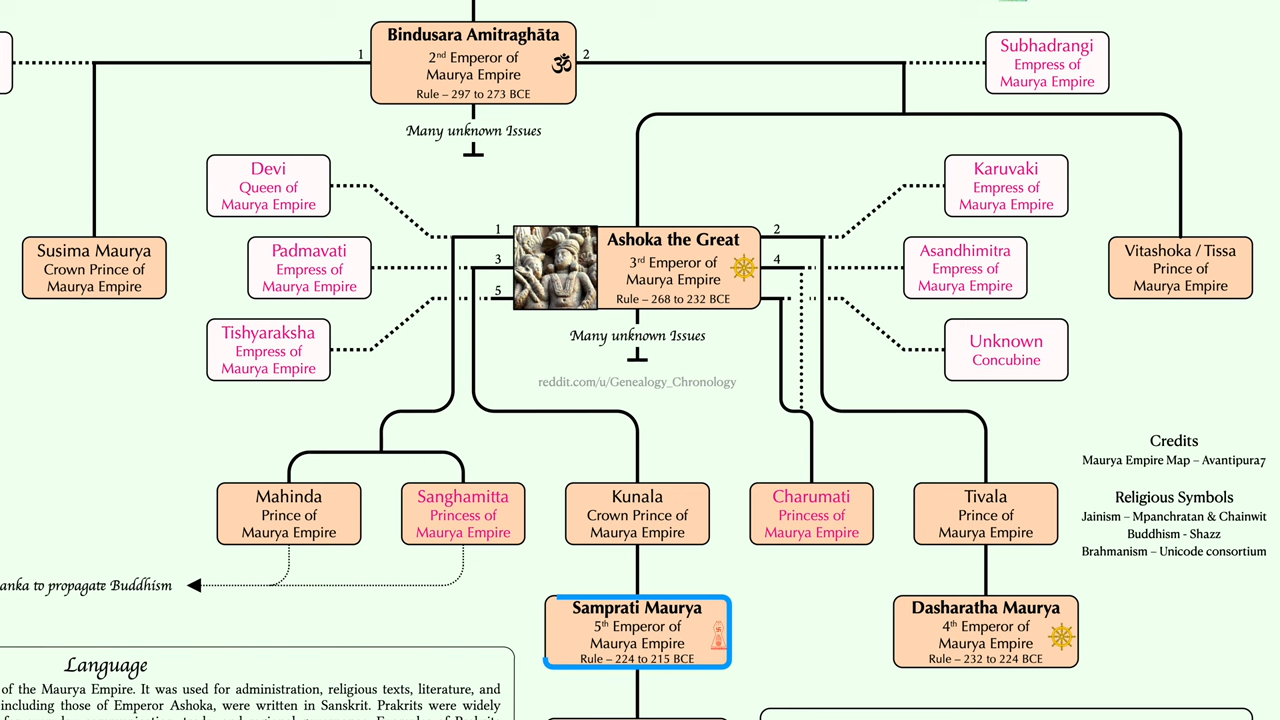 Bindusara Amitraghāta
2nd Emperor of
Maurya Empire
Rule – 297 to 273 BCE
ॐ
1
2
Subhadrangi
Empress of
Maurya Empire
Many unknown Issues
Devi
Queen of
Maurya Empire
Karuvaki
Empress of
Maurya Empire
Susima Maurya
Crown Prince of
Maurya Empire
Padmavati
Empress of
Maurya Empire
1
3
5
Ashoka the Great
3rd Emperor of
Maurya Empire
Rule – 268 to 232 BCE
2
4
Asandhimitra
Empress of
Maurya Empire
Vitashoka / Tissa
Prince of
Maurya Empire
Tishyaraksha
Empress of
Maurya Empire
Many unknown Issues
Unknown
Concubine
reddit.com/u/Genealogy_Chronology
Credits
Maurya Empire Map – Avantipura7
Religious Symbols
Jainism – Mpanchratan & Chainwit
Buddhism - Shazz
Brahmanism – Unicode consortium
Mahinda
Prince of
Maurya Empire
Sanghamitta
Princess of
Maurya Empire
Kunala
Crown Prince of
Maurya Empire
Charumati
Princess of
Maurya Empire
Tivala
Prince of
Maurya Empire
anka to propagate Buddhism
Samprati Maurya
5th Emperor of
Maurya Empire
Rule – 224 to 215 BCE
Dasharatha Maurya
4th Emperor of
Maurya Empire
Rule – 232 to 224 BCE
Language
of the Maurya Empire. It was used for administration, religious texts, literature, and
including those of Emperor Ashoka, were written in Sanskrit. Prakrits were widely